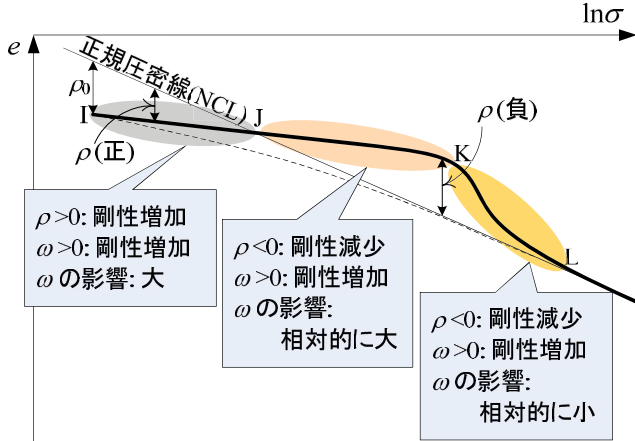 lnσ
e
正規圧密線(NCL)
ρ0
I
J
ρ(正)
ρ(負)
K
L
ρ>0: 剛性増加
ω>0: 剛性増加
ωの影響: 大
ρ<0: 剛性減少
ω>0: 剛性増加
ωの影響:
相対的に大
ρ<0: 剛性減少
ω>0: 剛性増加
ωの影響:
相対的に小